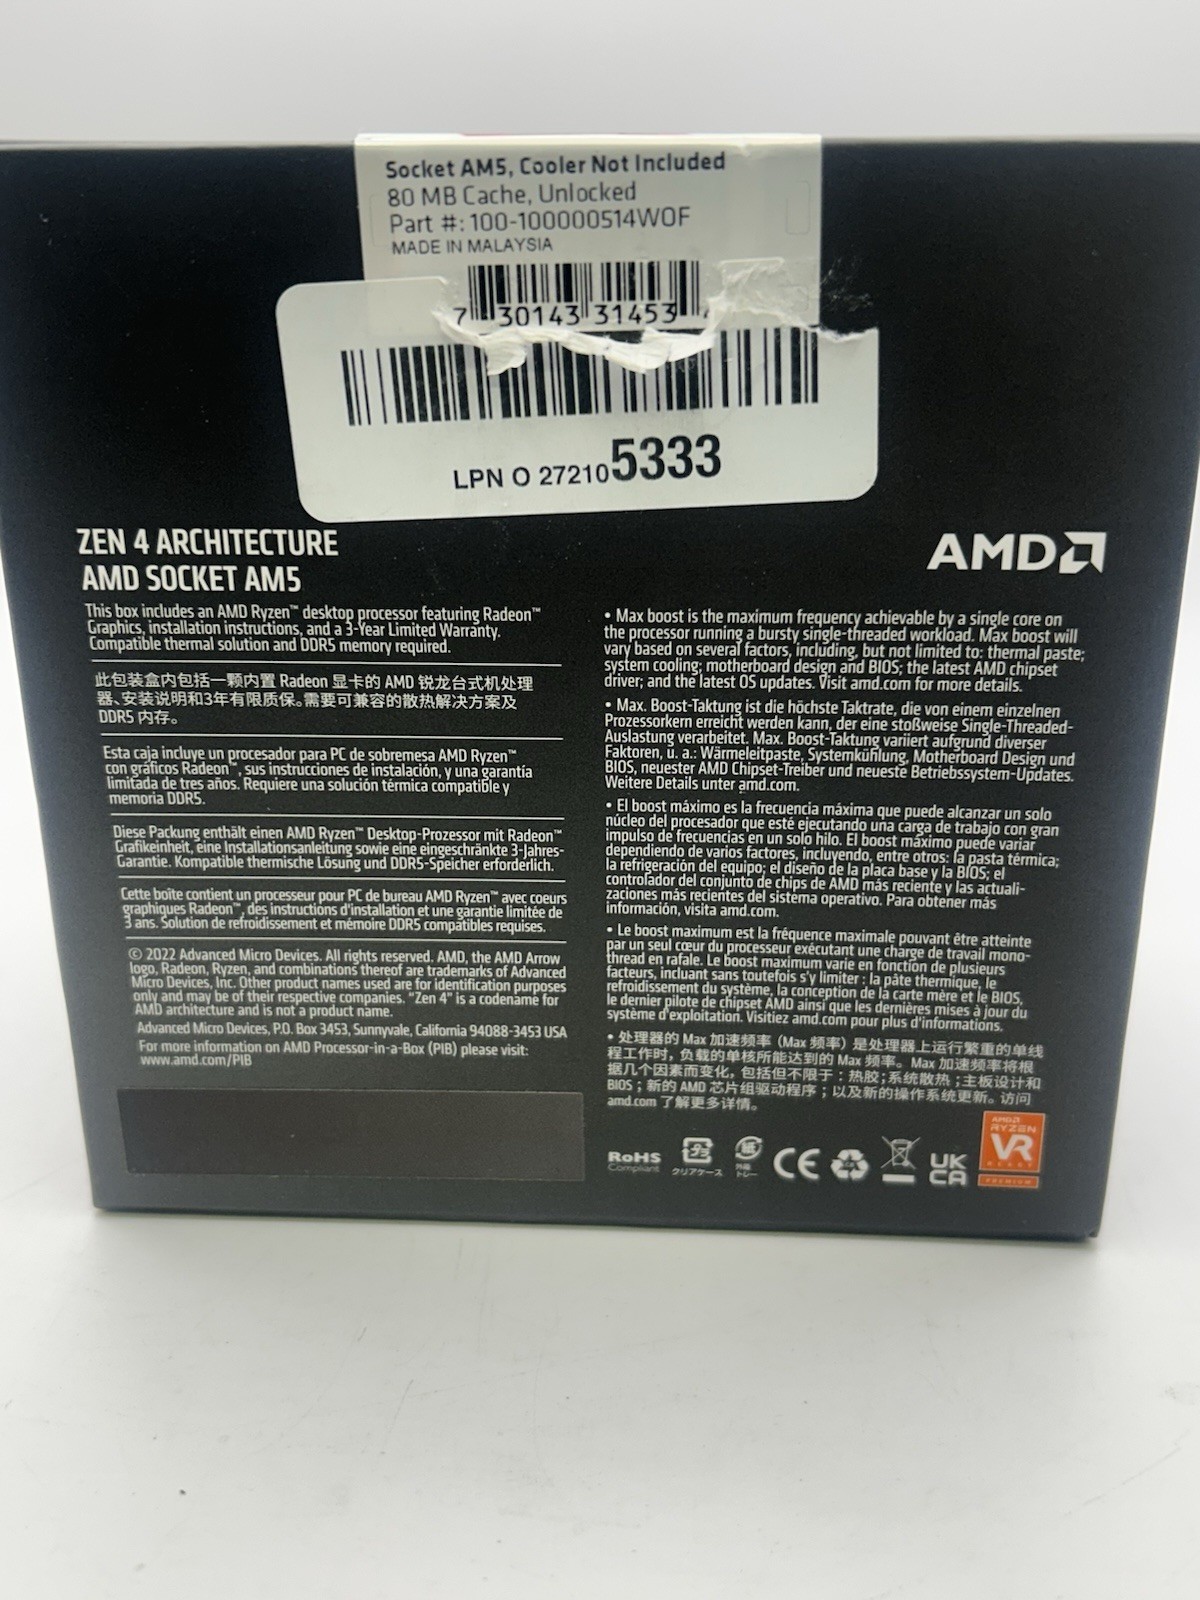 Socket AM5, Cooler Not Included
80 MB Cache, Unlocked
Part #: 100-100000514WOF
MADE IN MALAYSIA
7 30143 31453
LPN O 272105333
ZEN 4 ARCHITECTURE
AMD SOCKET AM5
This box includes an AMD Ryzen™ desktop processor featuring Radeon™
Graphics, installation instructions, and a 3-Year Limited Warranty.
Compatible thermal solution and DDR5 memory required.
此包装盒内包括一颗内置 Radeon 显卡的 AMD 锐龙台式机处理
器、安装说明和3年有限质保。需要可兼容的散热解决方案及
DDR5 内存。
Esta caja incluye un procesador para PC de sobremesa AMD Ryzen™
con gráficos Radeon™, sus instrucciones de instalación, y una garantía
limitada de tres años. Requiere una solución térmica compatible y
memoria DDR5.
Diese Packung enthält einen AMD Ryzen™ Desktop-Prozessor mit Radeon™
Grafikeinheit, eine Installationsanleitung sowie eine eingeschränkte 3-Jahres-
Garantie. Kompatible thermische Lösung und DDR5-Speicher erforderlich.
Cette boîte contient un processeur pour PC de bureau AMD Ryzen™ avec coeurs
graphiques Radeon™, des instructions d'installation et une garantie limitée de
3 ans. Solution de refroidissement et mémoire DDR5 compatibles requises.
© 2022 Advanced Micro Devices. All rights reserved. AMD, the AMD Arrow
logo, Radeon, Ryzen, and combinations thereof are trademarks of Advanced
Micro Devices, Inc. Other product names used are for identification purposes
only and may be of their respective companies. "Zen 4" is a codename for
AMD architecture and is not a product name.
Advanced Micro Devices, P.O. Box 3453, Sunnyvale, California 94088-3453 USA
For more information on AMD Processor-in-a-Box (PIB) please visit:
www.amd.com/PIB
AMD
• Max boost is the maximum frequency achievable by a single core on
the processor running a bursty single-threaded workload. Max boost will
vary based on several factors, including, but not limited to: thermal paste;
system cooling; motherboard design and BIOS; the latest AMD chipset
driver; and the latest OS updates. Visit amd.com for more details.
• Max. Boost-Taktung ist die höchste Taktrate, die von einem einzelnen
Prozessorkern erreicht werden kann, der eine stoßweise Single-Threaded-
Auslastung verarbeitet. Max. Boost-Taktung variiert aufgrund diverser
Faktoren, u. a.: Wärmeleitpaste, Systemkühlung, Motherboard Design und
BIOS, neuester AMD Chipset-Treiber und neueste Betriebssystem-Updates.
Weitere Details unter amd.com.
• El boost máximo es la frecuencia máxima que puede alcanzar un solo
núcleo del procesador que esté ejecutando una carga de trabajo con gran
impulso de frecuencias en un solo hilo. El boost máximo puede variar
dependiendo de varios factores, incluyendo, entre otros: la pasta térmica;
la refrigeración del equipo; el diseño de la placa base y la BIOS; el
controlador del conjunto de chips de AMD más reciente y las actuali-
zaciones más recientes del sistema operativo. Para obtener más
información, visita amd.com.
• Le boost maximum est la fréquence maximale pouvant être atteinte
par un seul cœur du processeur exécutant une charge de travail mono-
thread en rafale. Le boost maximum varie en fonction de plusieurs
facteurs, incluant sans toutefois s'y limiter : la pâte thermique, le
refroidissement du système, la conception de la carte mère et le BIOS,
le dernier pilote de chipset AMD ainsi que les dernières mises à jour du
système d'exploitation. Visitiez amd.com pour plus d'informations.
• 处理器的 Max 加速频率 (Max 频率) 是处理器上运行繁重的单线
程工作时，负载的单核所能达到的 Max 频率。Max 加速频率将根
据几个因素而变化，包括但不限于：热胶；系统散热；主板设计和
BIOS；新的 AMD 芯片组驱动程序；以及新的操作系统更新。访问
amd.com 了解更多详情。
RoHS
Compliant
プラ
クリアケース
紙
外箱
トレー
CE
UK
CA
AMD
RYZEN
VR
READY
PREMIUM